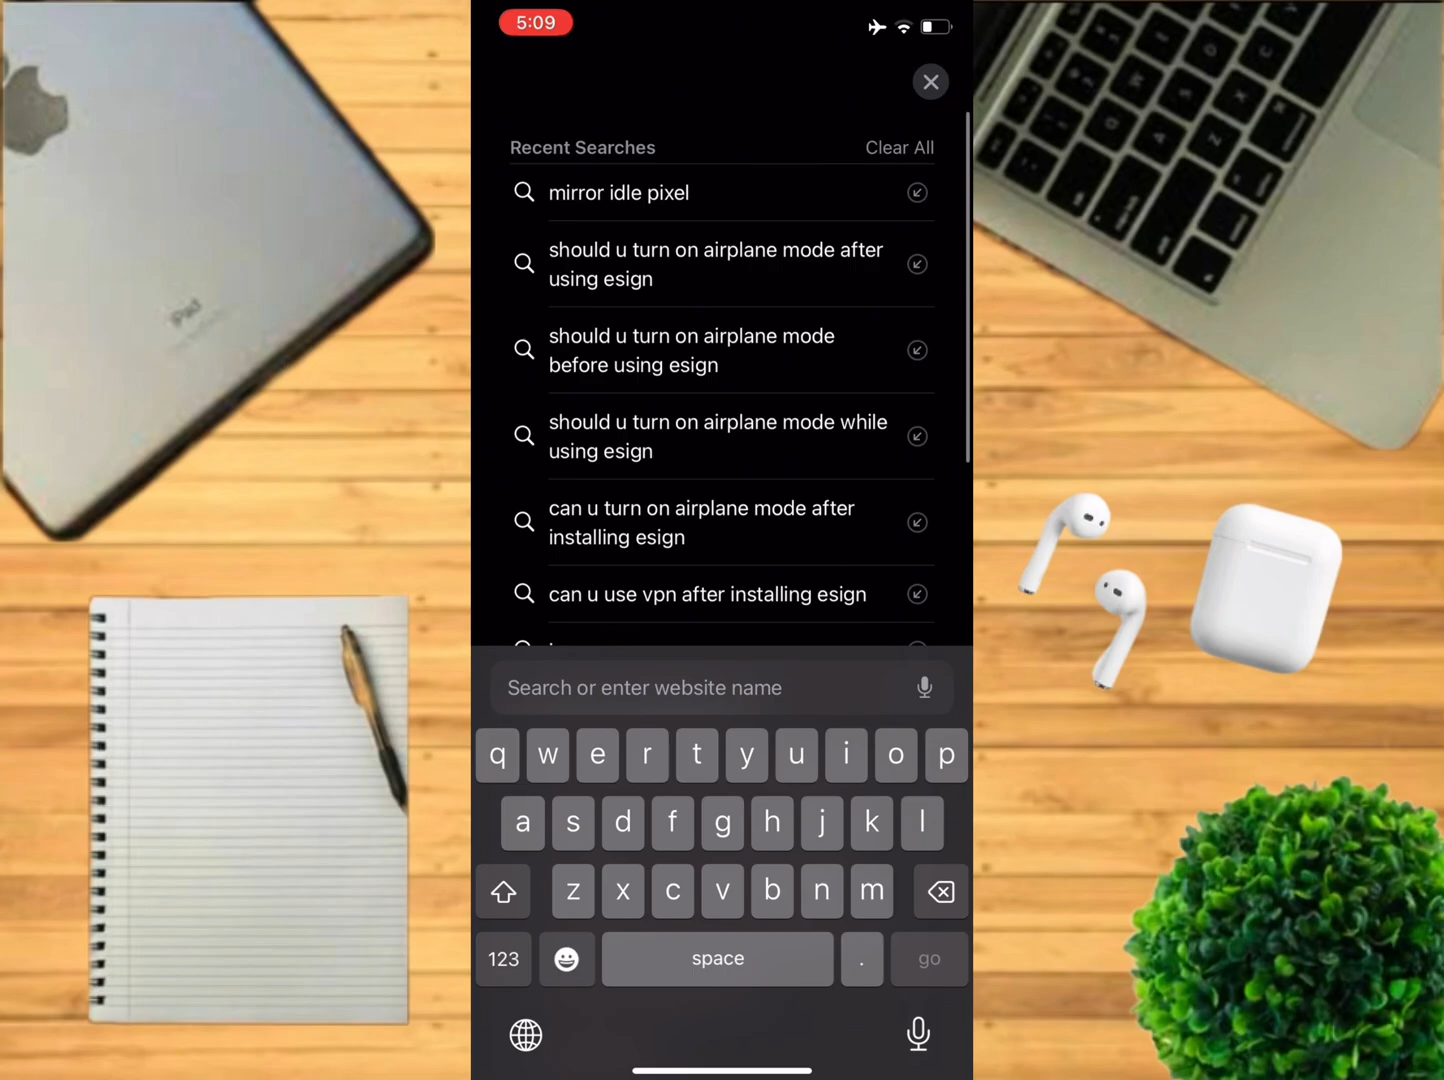 5:09
Recent Searches Clear All
mirror idle pixel
should u turn on airplane mode after
using esign
should u turn on airplane mode
before using esign
should u turn on airplane mode while
using esign
can u turn on airplane mode after
installing esign
can u use vpn after installing esign
Search or enter website name
q w e r t y u i o p
a s d f g h j k l
z x c v b n m
123 space . go
iPad